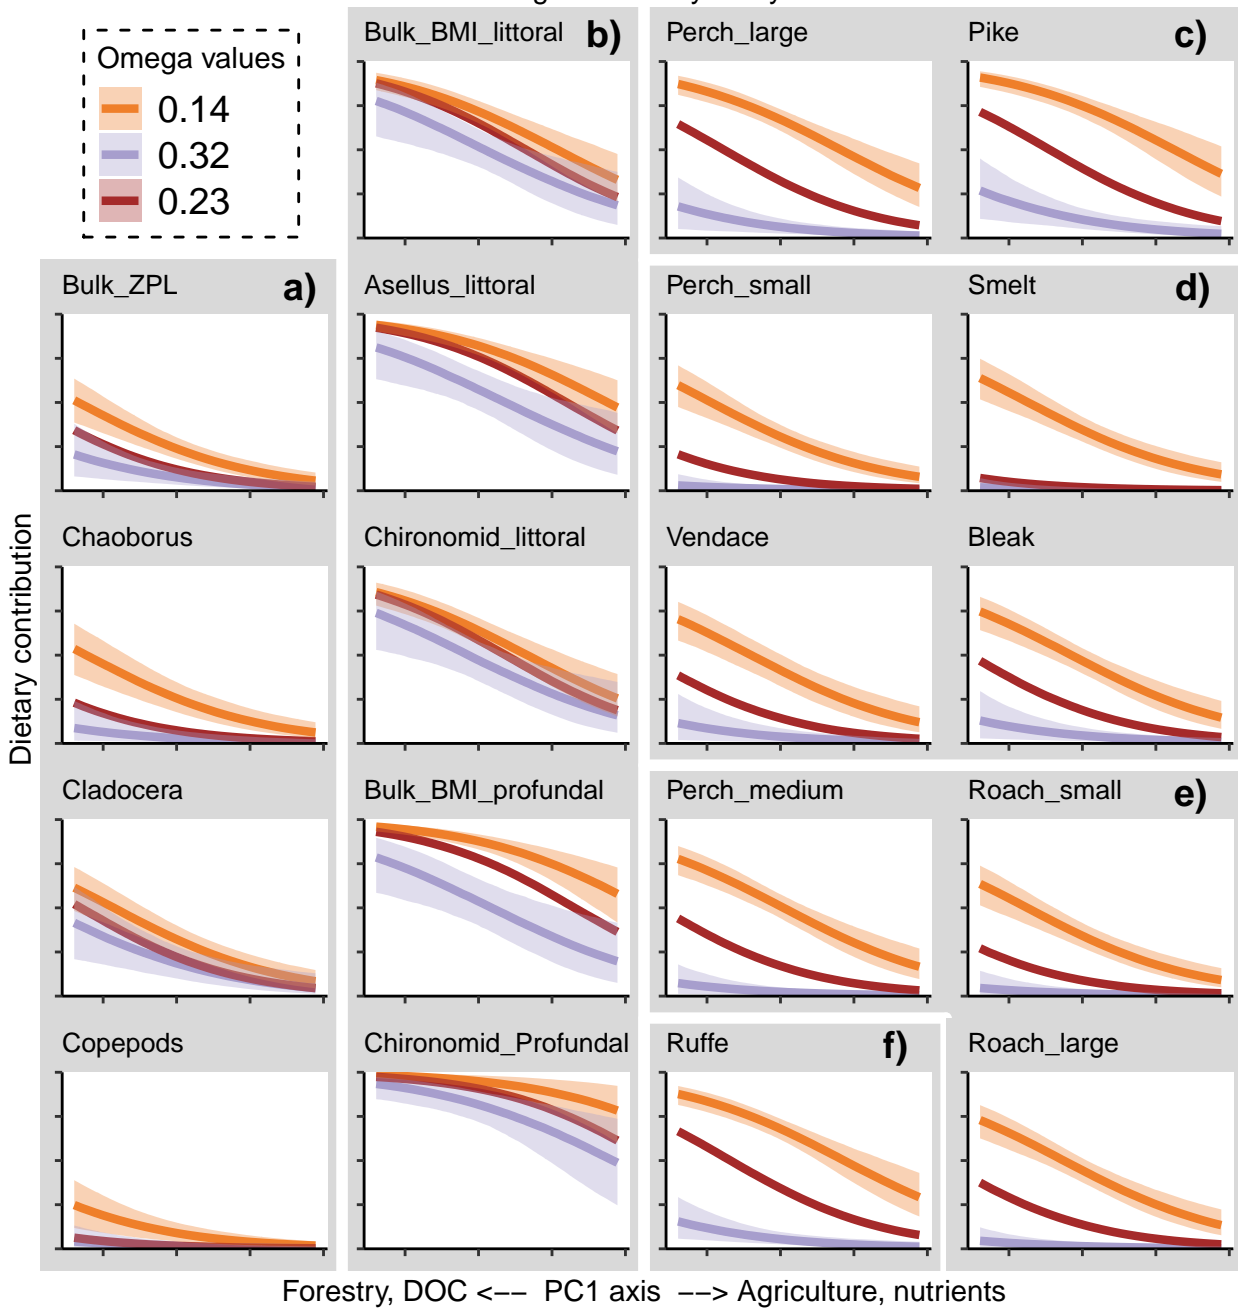 Bulk_BMI_littoral b)
Perch_large
Pike c)
Omega values
0.14
0.32
0.23
Bulk_ZPL a)
Asellus_littoral
Perch_small
Smelt d)
Chaoborus
Chironomid_littoral
Vendace
Bleak
Dietary contribution
Cladocera
Bulk_BMI_profundal
Perch_medium
Roach_small e)
Copepods
Chironomid_Profundal
Ruffe f)
Roach_large
Forestry, DOC <−− PC1 axis −−> Agriculture, nutrients